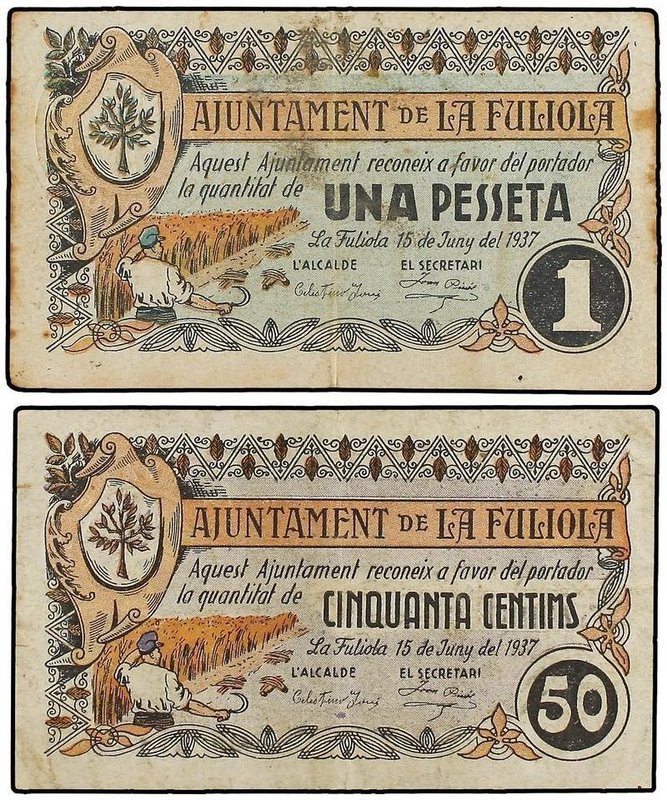 AJUNTAMENT DE LA FULIOLA
Aquest Ajuntament reconeix a favor del portador
la quantitat de UNA PESSETA
La Fuliola 15 de Juny del 1937
L'ALCALDE EL SECRETARI
1
AJUNTAMENT DE LA FULIOLA
Aquest Ajuntament reconeix a favor del portador
la quantitat de CINQUANTA CENTIMS
La Fuliola 15 de Juny del 1937
L'ALCALDE EL SECRETARI
50